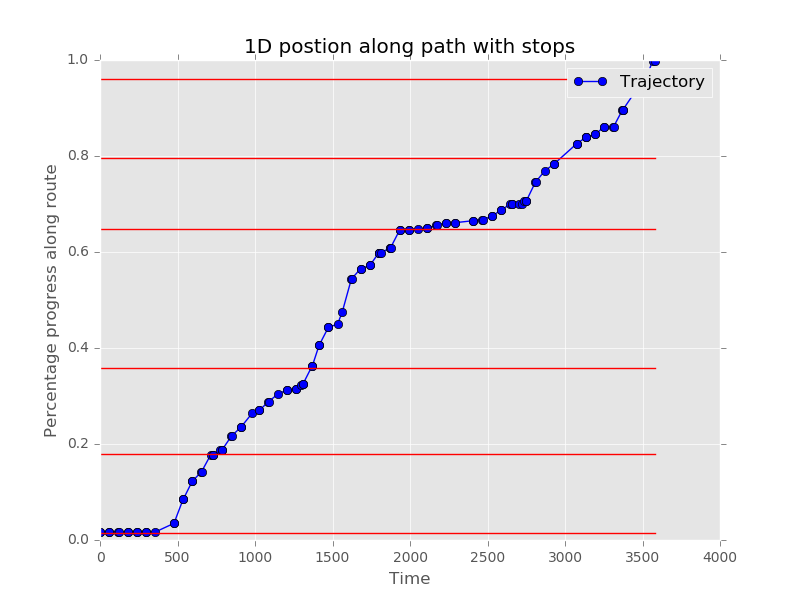 1D postion along path with stops
Trajectory
Percentage progress along route
1.0
0.8
0.6
0.4
0.2
0.0
0 500 1000 1500 2000 2500 3000 3500 4000
Time